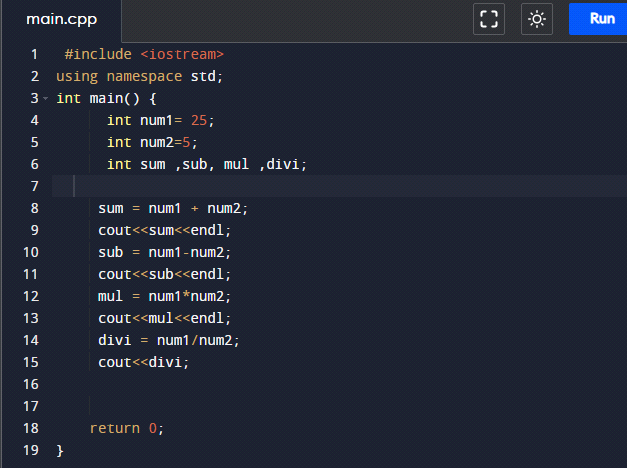 main.cpp
Run
1 #include <iostream>
2 using namespace std;
3 int main() {
4 int num1= 25;
5 int num2=5;
6 int sum ,sub, mul ,divi;
7
8 sum = num1 + num2;
9 cout<<sum<<endl;
10 sub = num1-num2;
11 cout<<sub<<endl;
12 mul = num1*num2;
13 cout<<mul<<endl;
14 divi = num1/num2;
15 cout<<divi;
16
17
18 return 0;
19 }